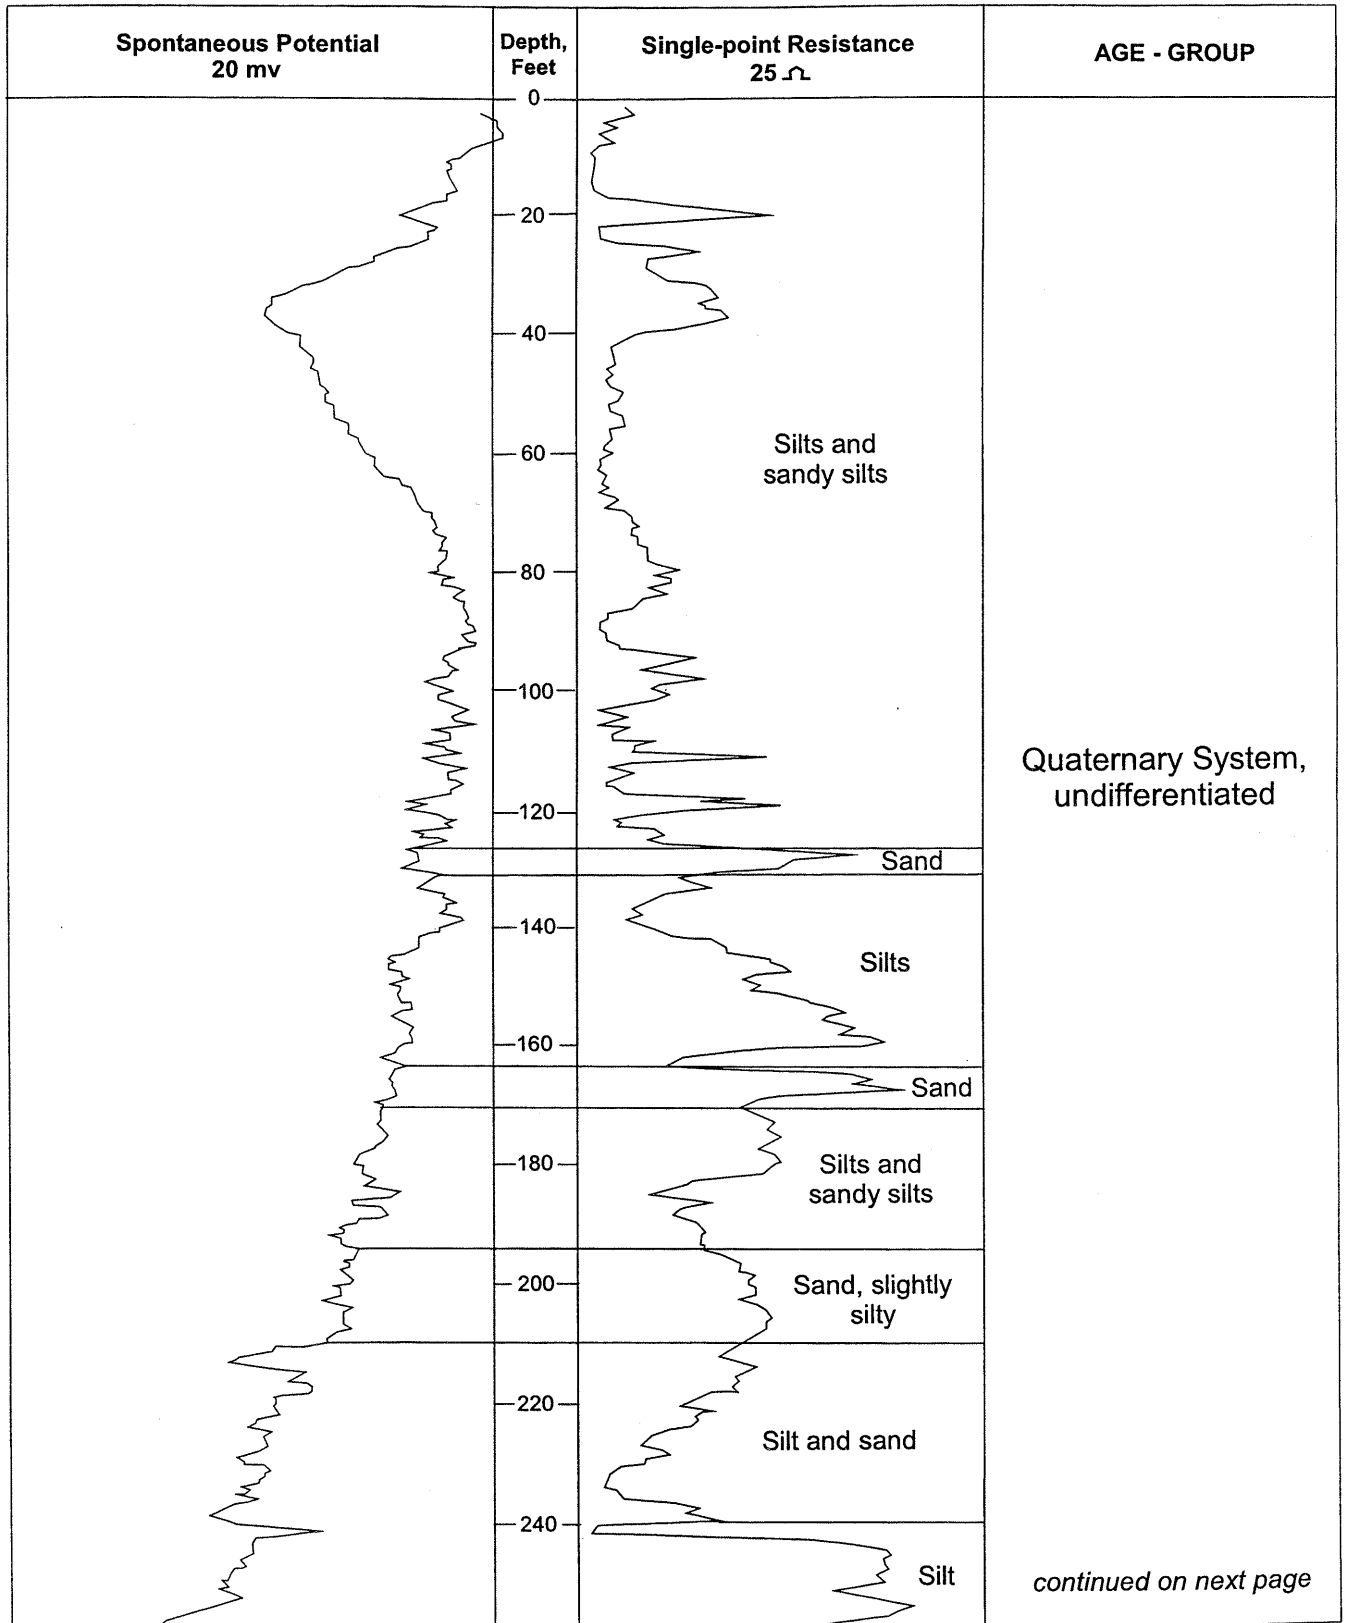 Spontaneous Potential
20 mv
Depth,
Feet
Single-point Resistance
25 Ω
AGE - GROUP
0
20
40
60
80
100
120
140
160
180
200
220
240
Silts and
sandy silts
Sand
Silts
Sand
Silts and
sandy silts
Sand, slightly
silty
Silt and sand
Silt
Quaternary System,
undifferentiated
continued on next page